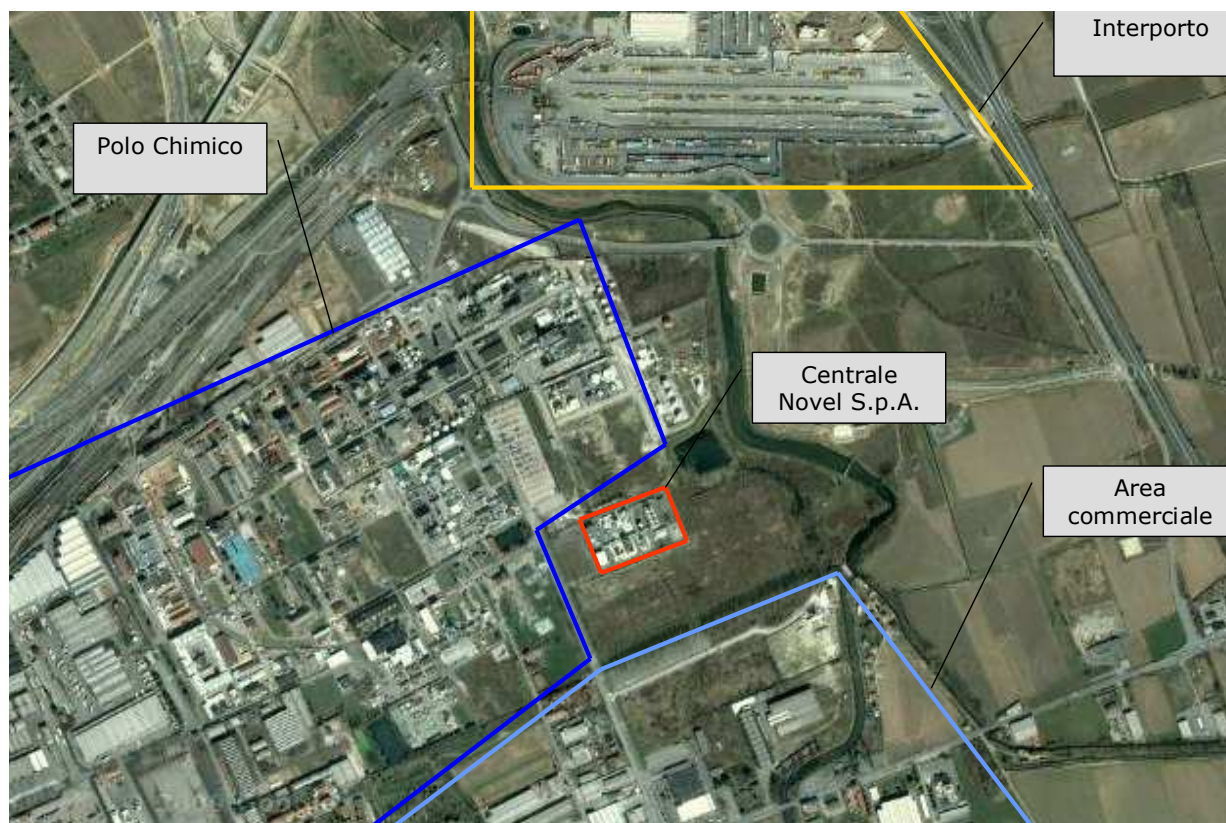 Interporto
Polo Chimico
Centrale
Novel S.p.A.
Area
commerciale